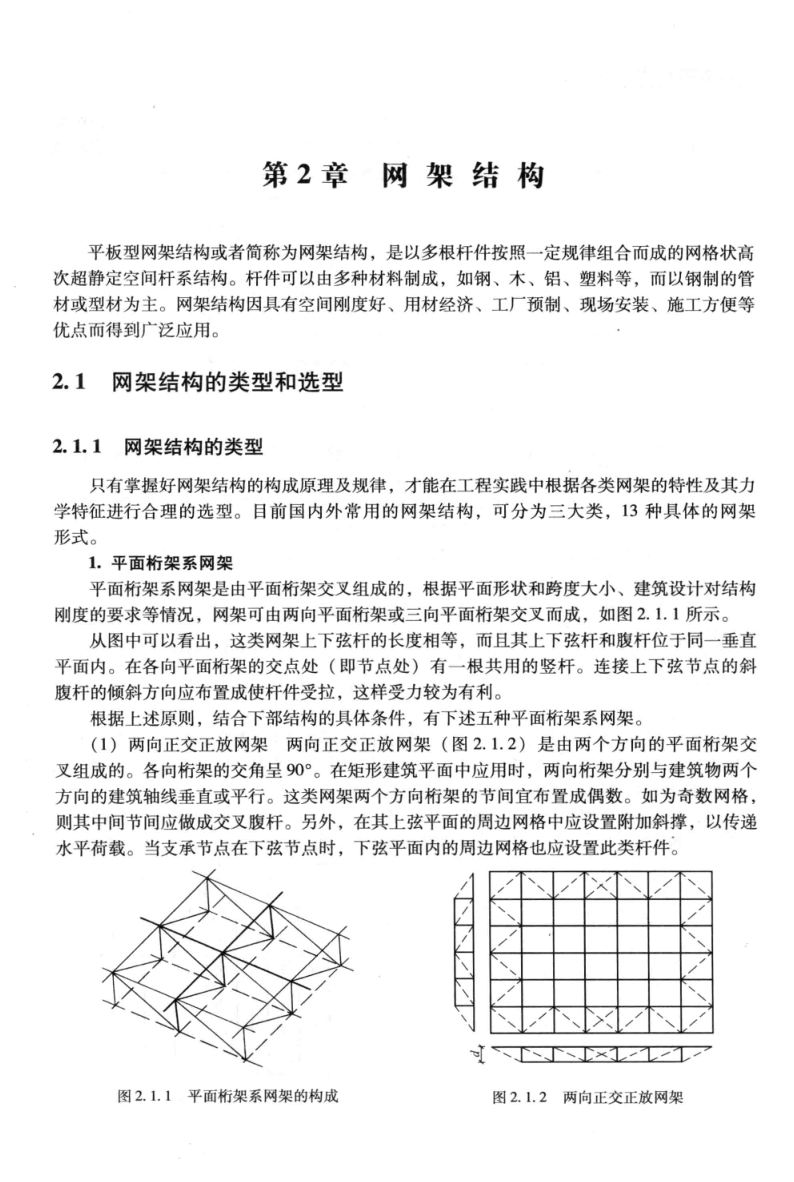 第2章 网架结构
平板型网架结构或者简称为网架结构，是以多根杆件按照一定规律组合而成的网格状高
次超静定空间杆系结构。杆件可以由多种材料制成，如钢、木、铝、塑料等，而以钢制的管
材或型材为主。网架结构因具有空间刚度好、用材经济、工厂预制、现场安装、施工方便等
优点而得到广泛应用。
2.1 网架结构的类型和选型
2.1.1 网架结构的类型
只有掌握好网架结构的构成原理及规律，才能在工程实践中根据各类网架的特性及其力
学特征进行合理的选型。目前国内外常用的网架结构，可分为三大类，13 种具体的网架
形式。
1. 平面桁架系网架
平面桁架系网架是由平面桁架交叉组成的，根据平面形状和跨度大小、建筑设计对结构
刚度的要求等情况，网架可由两向平面桁架或三向平面桁架交叉而成，如图 2.1.1 所示。
从图中可以看出，这类网架上下弦杆的长度相等，而且其上下弦杆和腹杆位于同一垂直
平面内。在各向平面桁架的交点处（即节点处）有一根共用的竖杆。连接上下弦节点的斜
腹杆的倾斜方向应布置成使杆件受拉，这样受力较为有利。
根据上述原则，结合下部结构的具体条件，有下述五种平面桁架系网架。
（1）两向正交正放网架 两向正交正放网架（图 2.1.2）是由两个方向的平面桁架交
叉组成的。各向桁架的交角呈 90°。在矩形建筑平面中应用时，两向桁架分别与建筑物两个
方向的建筑轴线垂直或平行。这类网架两个方向桁架的节间宜布置成偶数。如为奇数网格，
则其中间节间应做成交叉腹杆。另外，在其上弦平面的周边网格中应设置附加斜撑，以传递
水平荷载。当支承节点在下弦节点时，下弦平面内的周边网格也应设置此类杆件。
d
图 2.1.1 平面桁架系网架的构成
图 2.1.2 两向正交正放网架